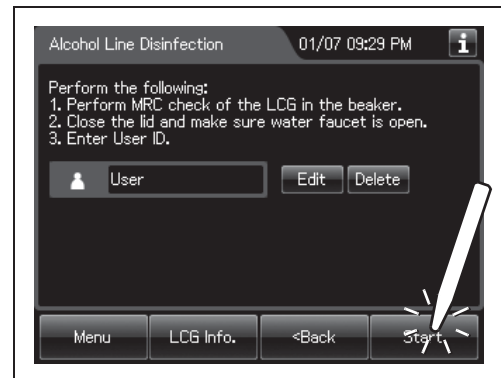 Alcohol Line Disinfection 01/07 09:29 PM i
Perform the following:
1. Perform MRC check of the LCG in the beaker.
2. Close the lid and make sure water faucet is open.
3. Enter User ID.
User Edit Delete
Menu LCG Info. <Back Start